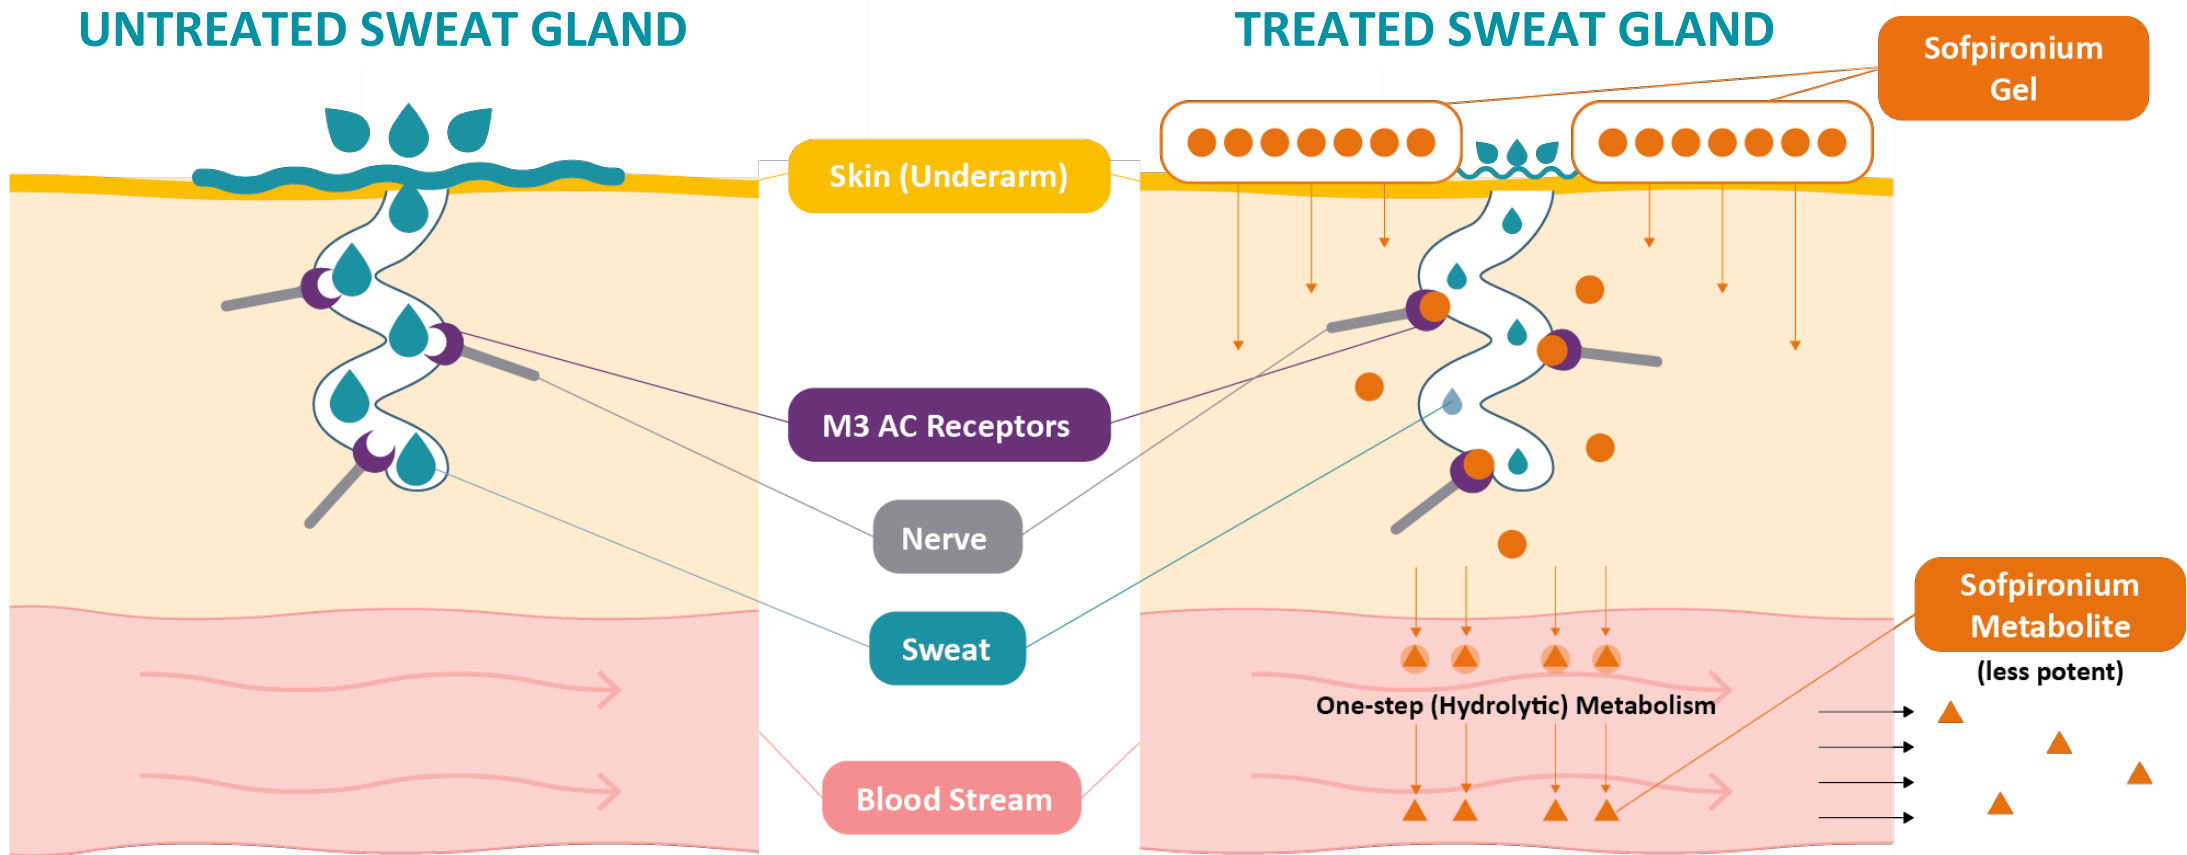 UNTREATED SWEAT GLAND
TREATED SWEAT GLAND
Sofpironium
Gel
Skin (Underarm)
M3 AC Receptors
Nerve
Sweat
Blood Stream
One-step (Hydrolytic) Metabolism
Sofpironium
Metabolite
(less potent)